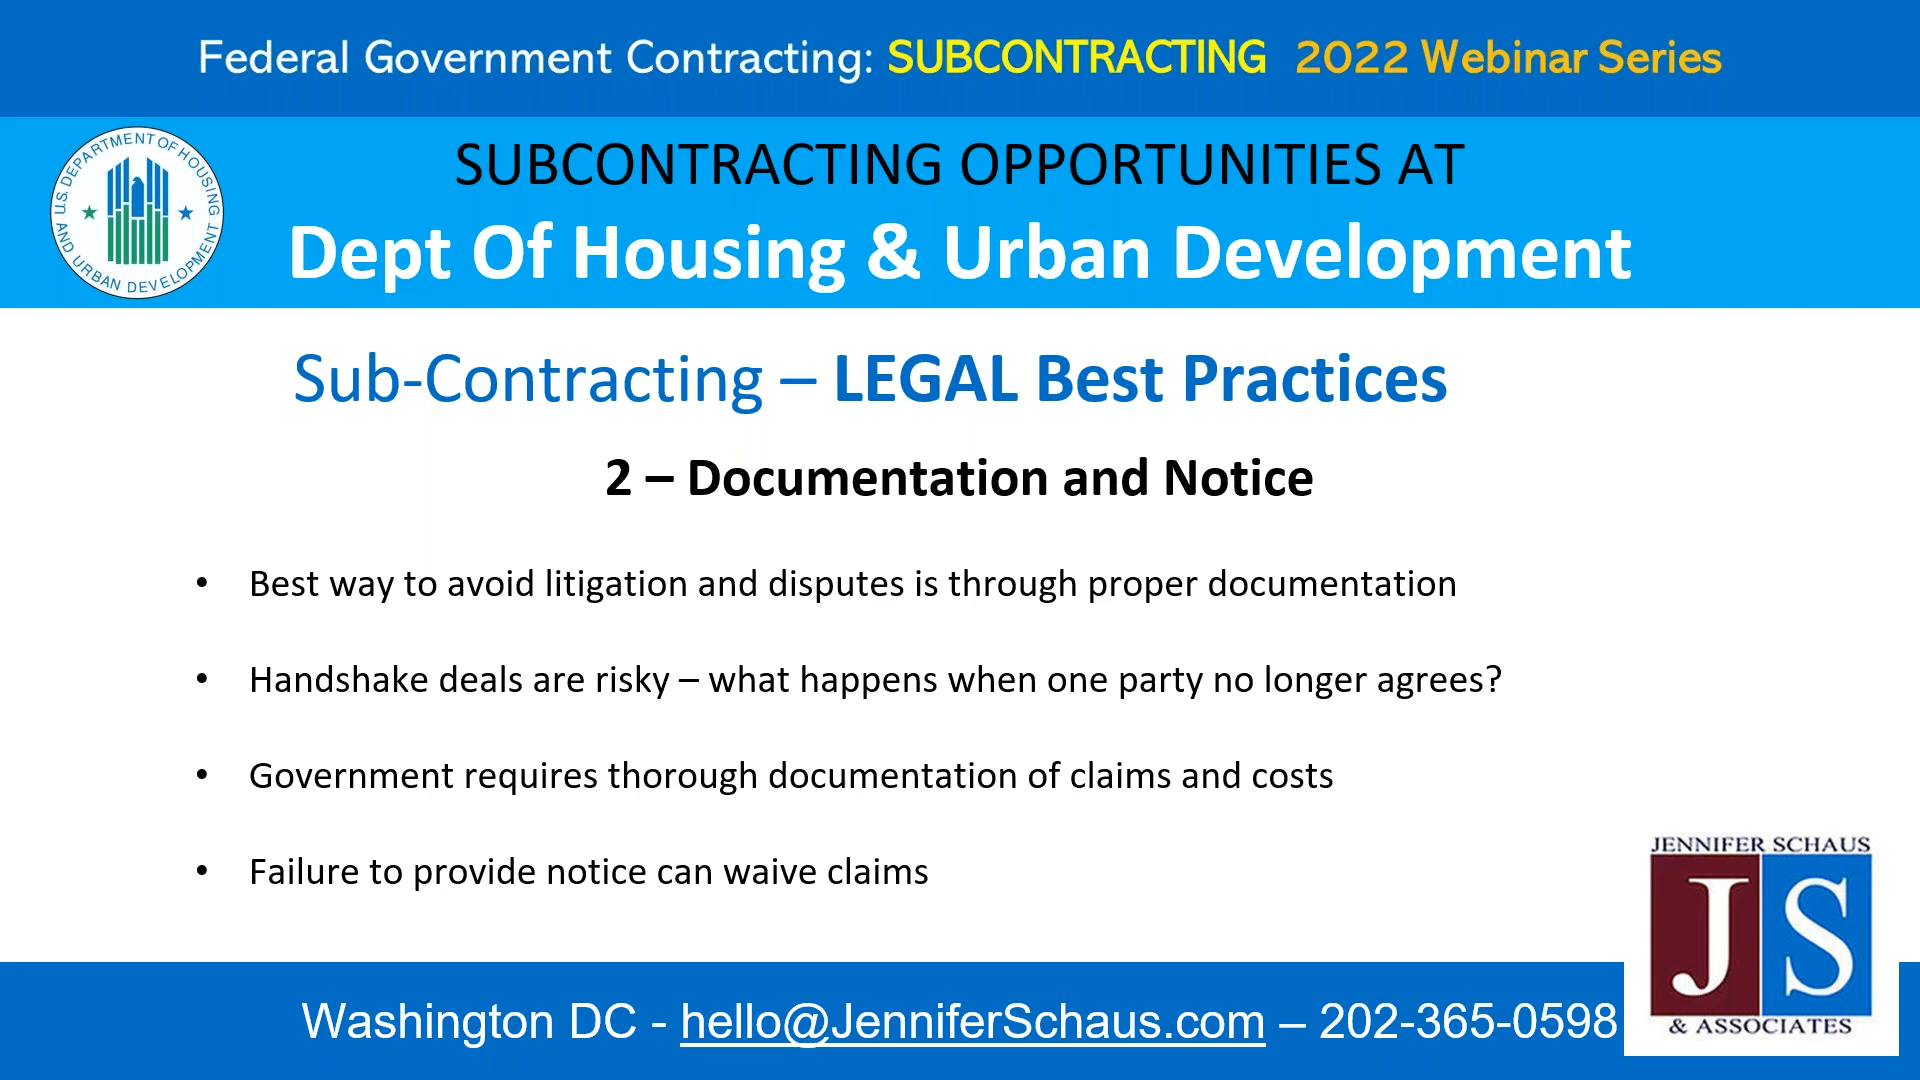 Federal Government Contracting: SUBCONTRACTING 2022 Webinar Series
U.S. DEPARTMENT OF HOUSING
AND URBAN DEVELOPMENT
SUBCONTRACTING OPPORTUNITIES AT
Dept Of Housing & Urban Development
Sub-Contracting – LEGAL Best Practices
2 – Documentation and Notice
• Best way to avoid litigation and disputes is through proper documentation
• Handshake deals are risky – what happens when one party no longer agrees?
• Government requires thorough documentation of claims and costs
• Failure to provide notice can waive claims
JENNIFER SCHAUS
JS
& ASSOCIATES
Washington DC - hello@JenniferSchaus.com – 202-365-0598